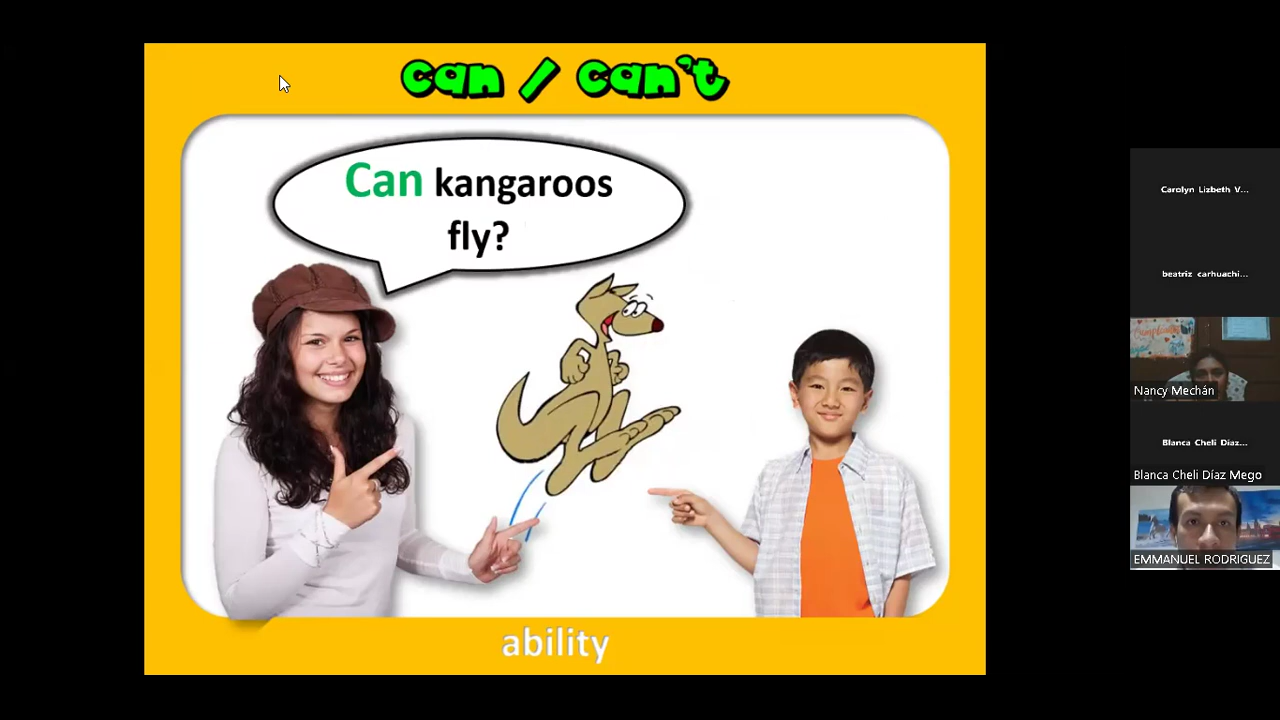 can / can't
Can kangaroos
fly?
ability
Carolyn Lizbeth V...
beatriz carhuachi...
Nancy Mechán
Blanca Cheli Díaz...
Blanca Cheli Díaz Mego
EMMANUEL RODRIGUEZ